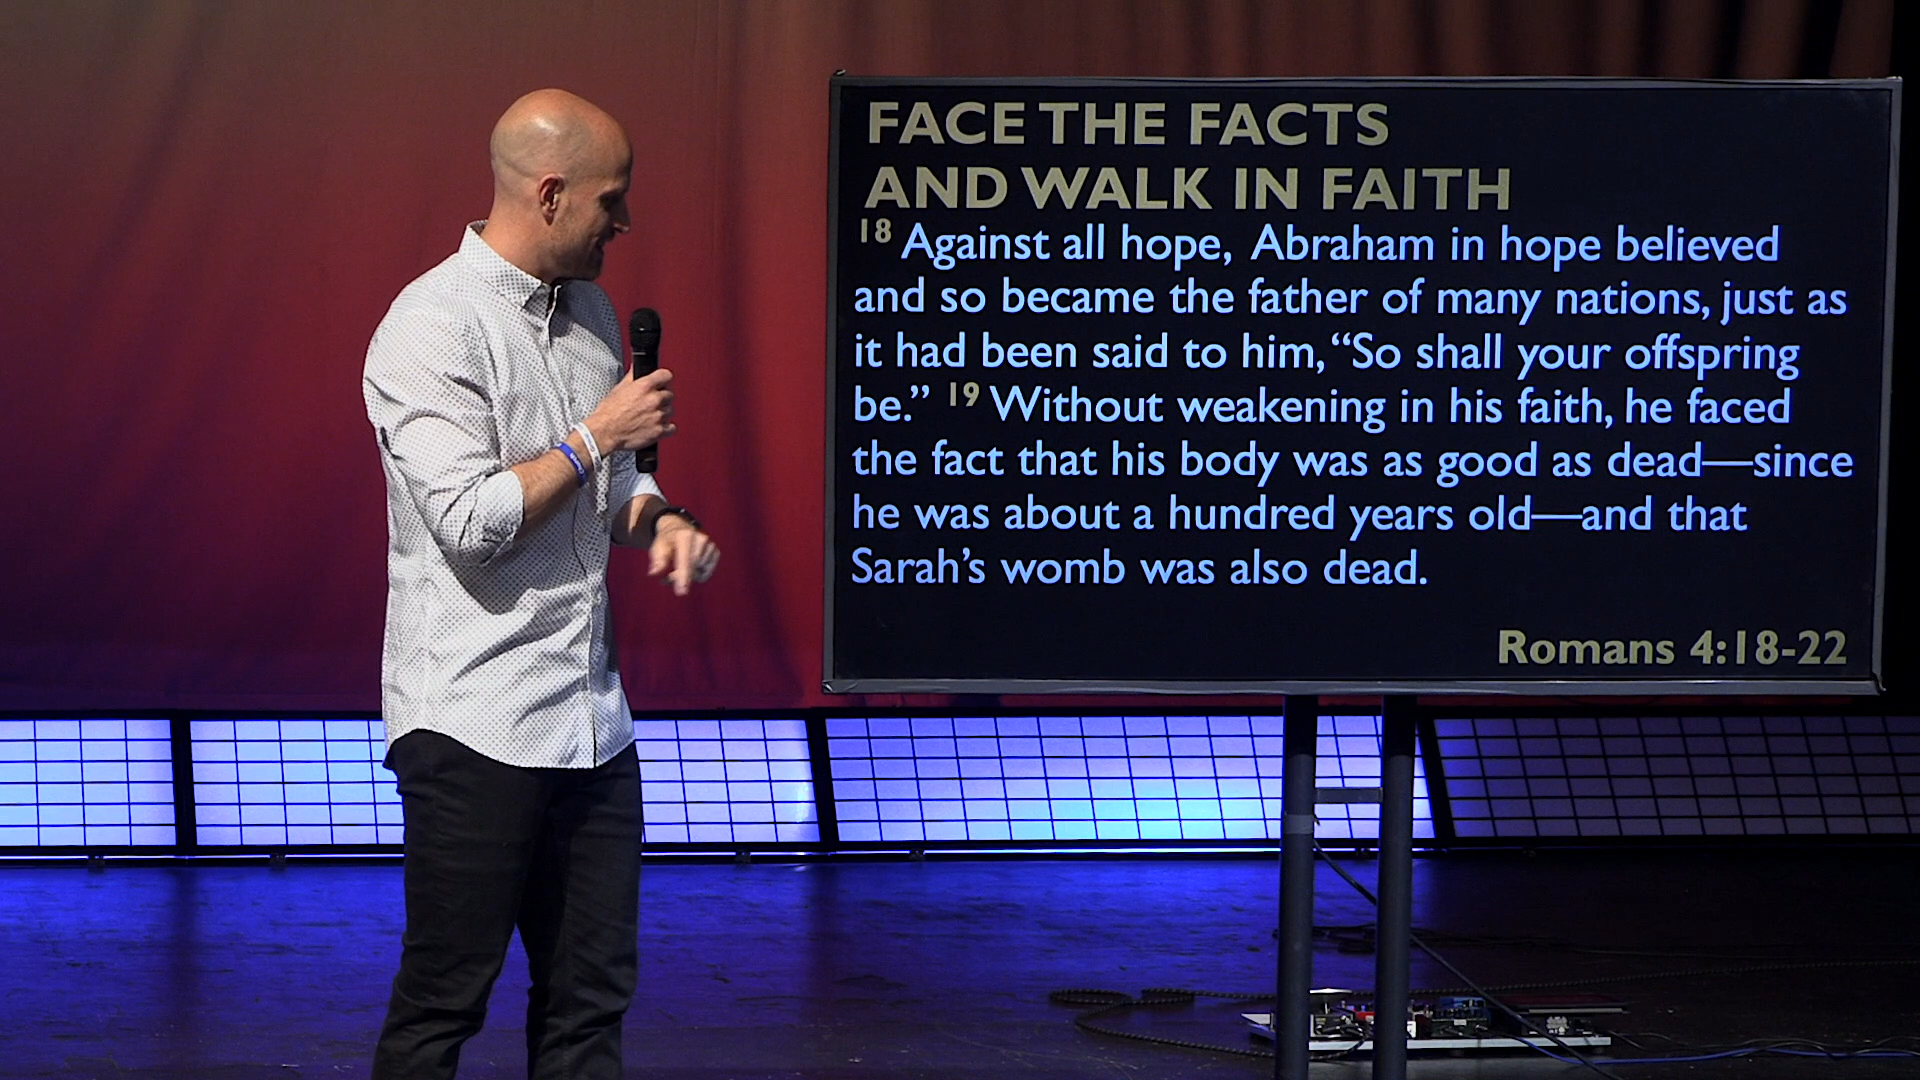 FACE THE FACTS
AND WALK IN FAITH
18 Against all hope, Abraham in hope believed
and so became the father of many nations, just as
it had been said to him, “So shall your offspring
be.” 19 Without weakening in his faith, he faced
the fact that his body was as good as dead—since
he was about a hundred years old—and that
Sarah’s womb was also dead.
Romans 4:18-22